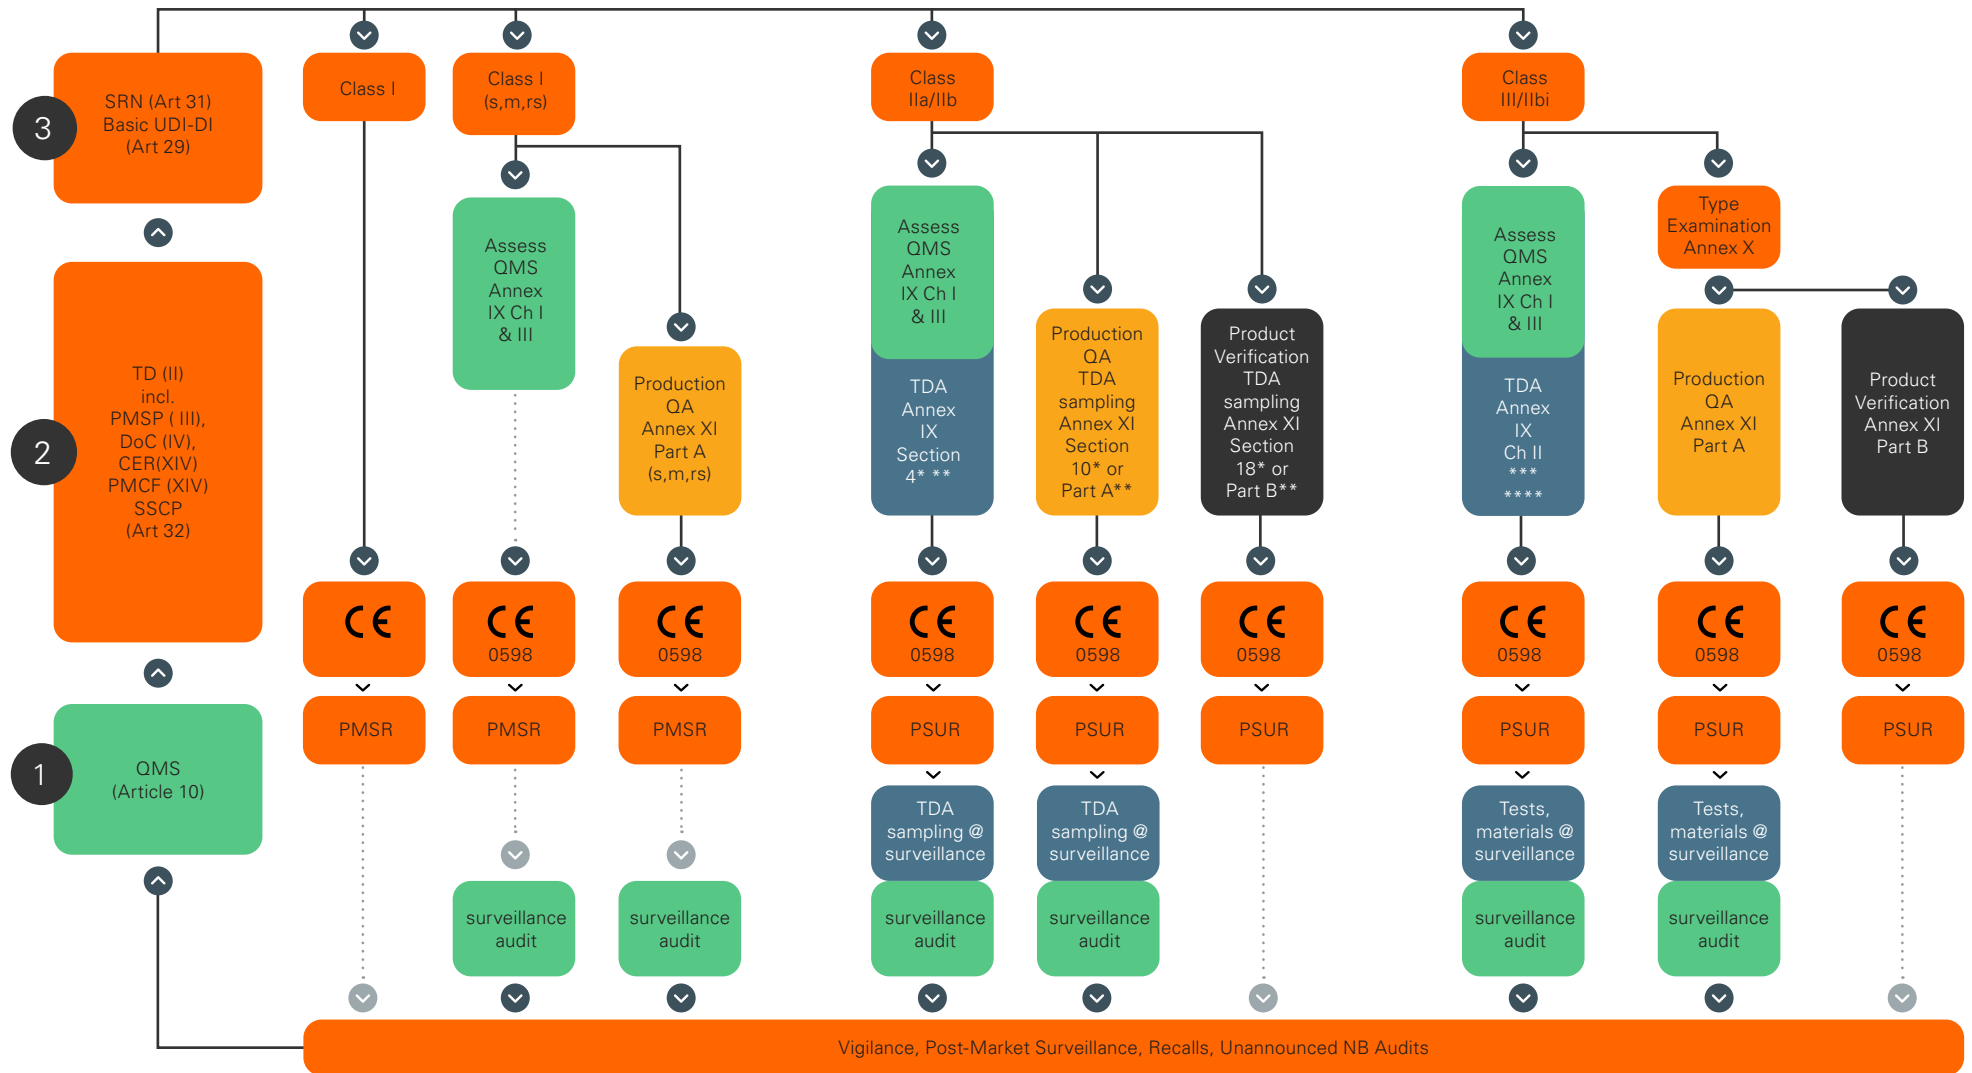 3
SRN (Art 31)
Basic UDI-DI
(Art 29)
2
TD (II)
incl.
PMSP ( III),
DoC (IV),
CER(XIV)
PMCF (XIV)
SSCP
(Art 32)
1
QMS
(Article 10)
Class I
CE
PMSR
Class I
(s,m,rs)
Assess
QMS
Annex
IX Ch I
& III
CE
0598
PMSR
surveillance
audit
Production
QA
Annex XI
Part A
(s,m,rs)
CE
0598
PMSR
surveillance
audit
Class
IIa/IIb
Assess
QMS
Annex
IX Ch I
& III
TDA
Annex
IX
Section
4* **
CE
0598
PSUR
TDA
sampling @
surveillance
surveillance
audit
Production
QA
TDA
sampling
Annex XI
Section
10* or
Part A**
CE
0598
PSUR
TDA
sampling @
surveillance
surveillance
audit
Product
Verification
TDA
sampling
Annex XI
Section
18* or
Part B**
CE
0598
PSUR
Class
III/IIbi
Assess
QMS
Annex
IX Ch I
& III
TDA
Annex
IX
Ch II
***
****
CE
0598
PSUR
Tests,
materials @
surveillance
surveillance
audit
Type
Examination
Annex X
Production
QA
Annex XI
Part A
CE
0598
PSUR
Tests,
materials @
surveillance
surveillance
audit
Product
Verification
Annex XI
Part B
CE
0598
PSUR
Vigilance, Post-Market Surveillance, Recalls, Unannounced NB Audits